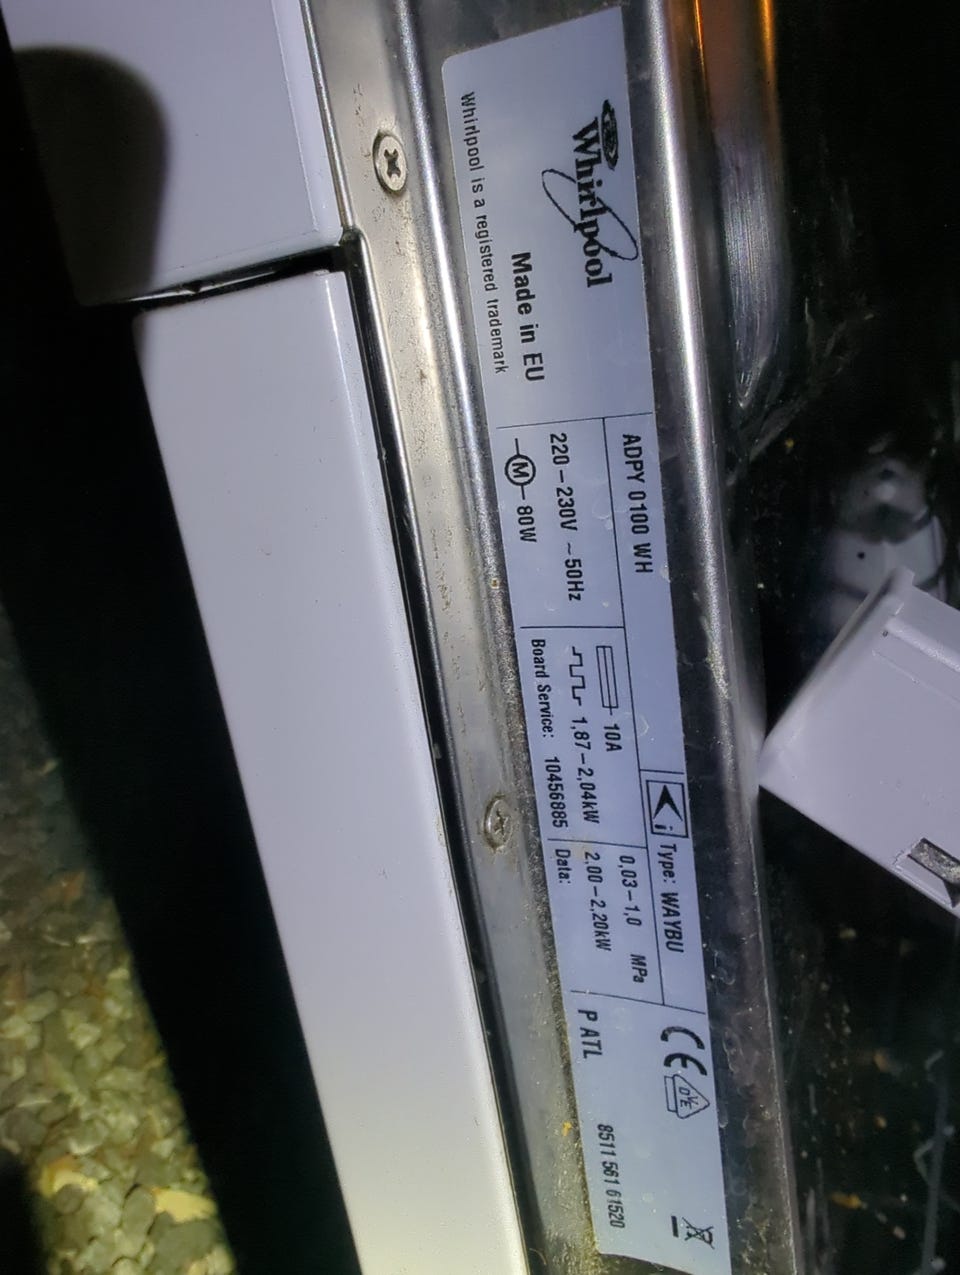 Whirlpool
Made in EU
Whirlpool is a registered trademark
ADPY 0100 WH
Type: WAYBU
220-230V ~50Hz
M 80W
10A
1,87-2,04kW
Board Service: 10456885
0,03-1,0 MPa
2,00-2,20kW
Data:
i
CE
OVE
P ATL
8511 561 61520